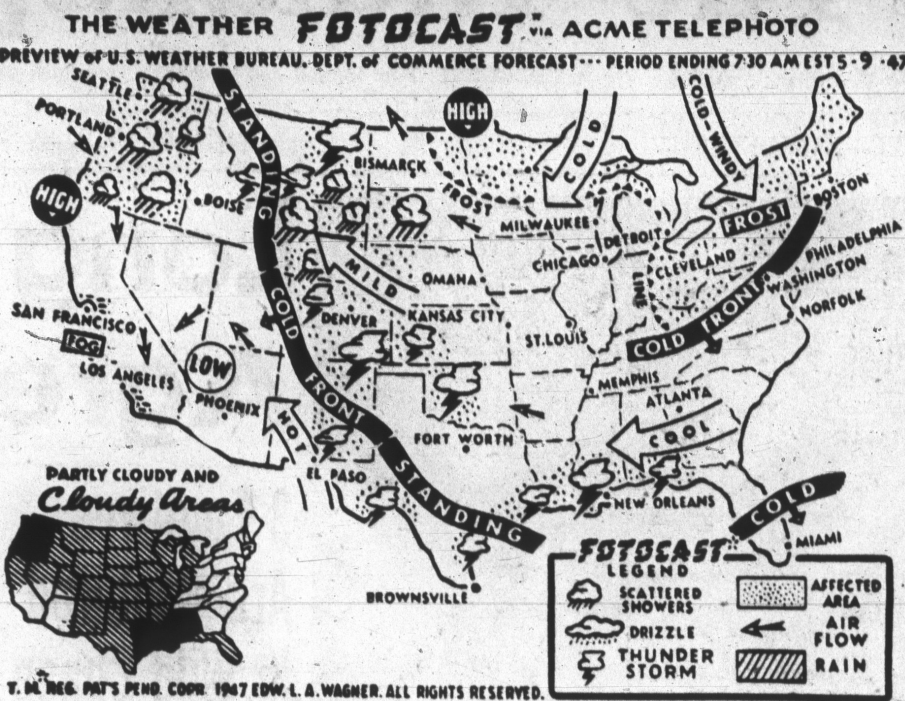 THE WEATHER FOTOCAST TM VIA ACME TELEPHOTO
PREVIEW of U.S. WEATHER BUREAU. DEPT. of COMMERCE FORECAST--- PERIOD ENDING 7:30 AM EST 5-9-47
SEATTLE
PORTLAND
HIGH
STANDING
HIGH
COLD
COLD-WINDY
BISMARCK
BOISE
FROST
MILWAUKEE
DETROIT
FROST
BOSTON
CHICAGO
CLEVELAND
PHILADELPHIA
WASHINGTON
MILD
OMAHA
LINE
NORFOLK
SAN FRANCISCO
FOG
DENVER
KANSAS CITY
ST. LOUIS
COLD FRONT
LOS ANGELES
LOW
COLD
PHOENIX
FRONT
MEMPHIS
ATLANTA
HOT
FORT WORTH
COOL
EL PASO
STANDING
NEW ORLEANS
COLD
MIAMI
BROWNSVILLE
PARTLY CLOUDY AND
Cloudy Areas
FOTOCAST
LEGEND
SCATTERED
SHOWERS
DRIZZLE
THUNDER
STORM
AFFECTED
AREA
AIR
FLOW
RAIN
T. M. REG. PAT'S PEND. COPR. 1947 EDW. L. A. WAGNER. ALL RIGHTS RESERVED.